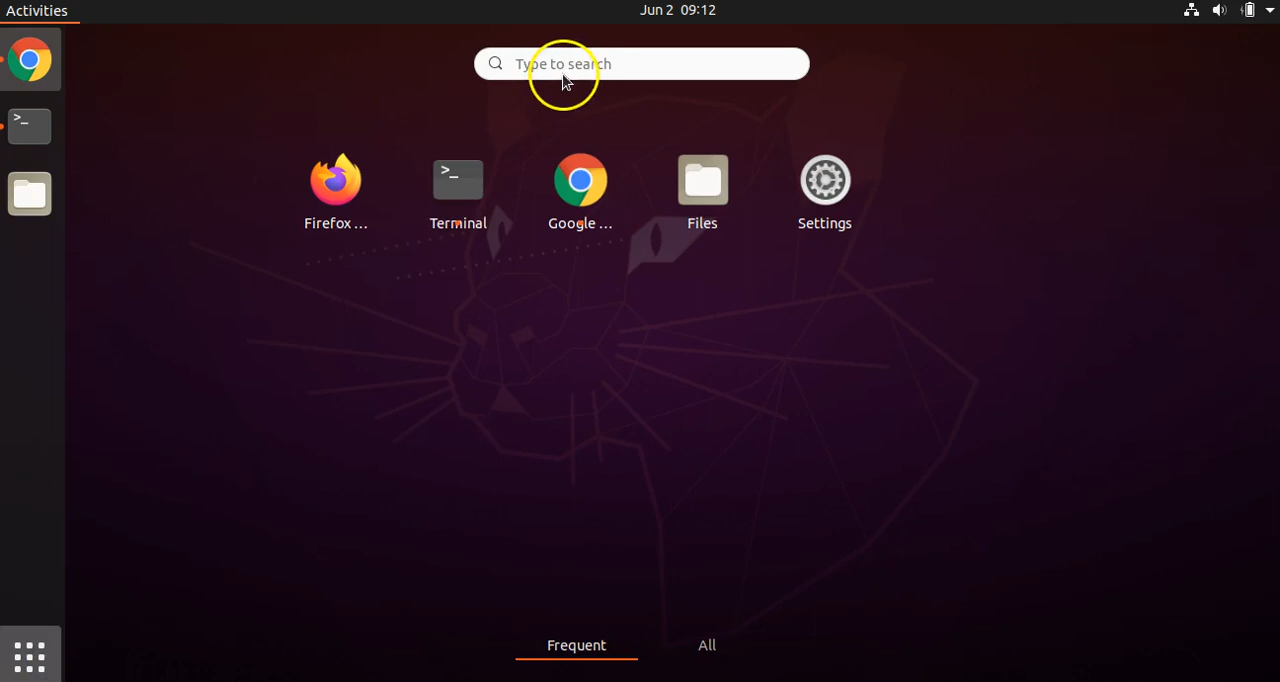 Activities
Jun 2 09:12
Type to search
>_
>_
Firefox ...
Terminal
Google ...
Files
Settings
Frequent
All